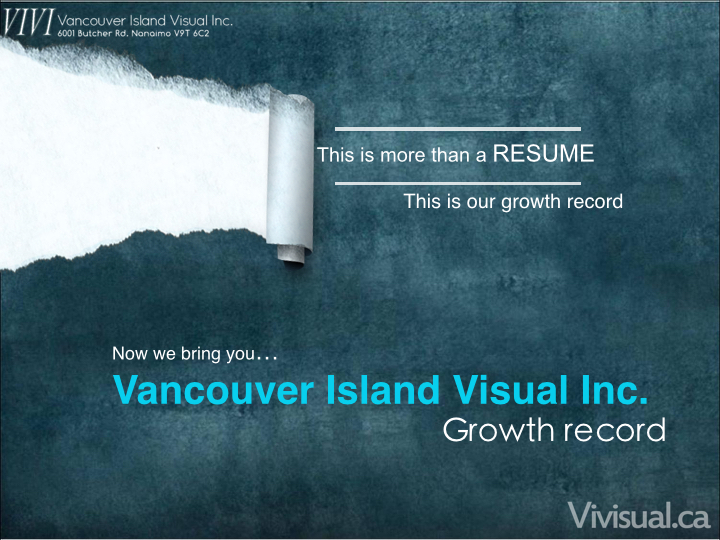 VIVI Vancouver Island Visual Inc.
6001 Butcher Rd, Nanaimo V9T 6C2
This is more than a RESUME
This is our growth record
Now we bring you…
Vancouver Island Visual Inc.
Growth record
Vivisual.ca